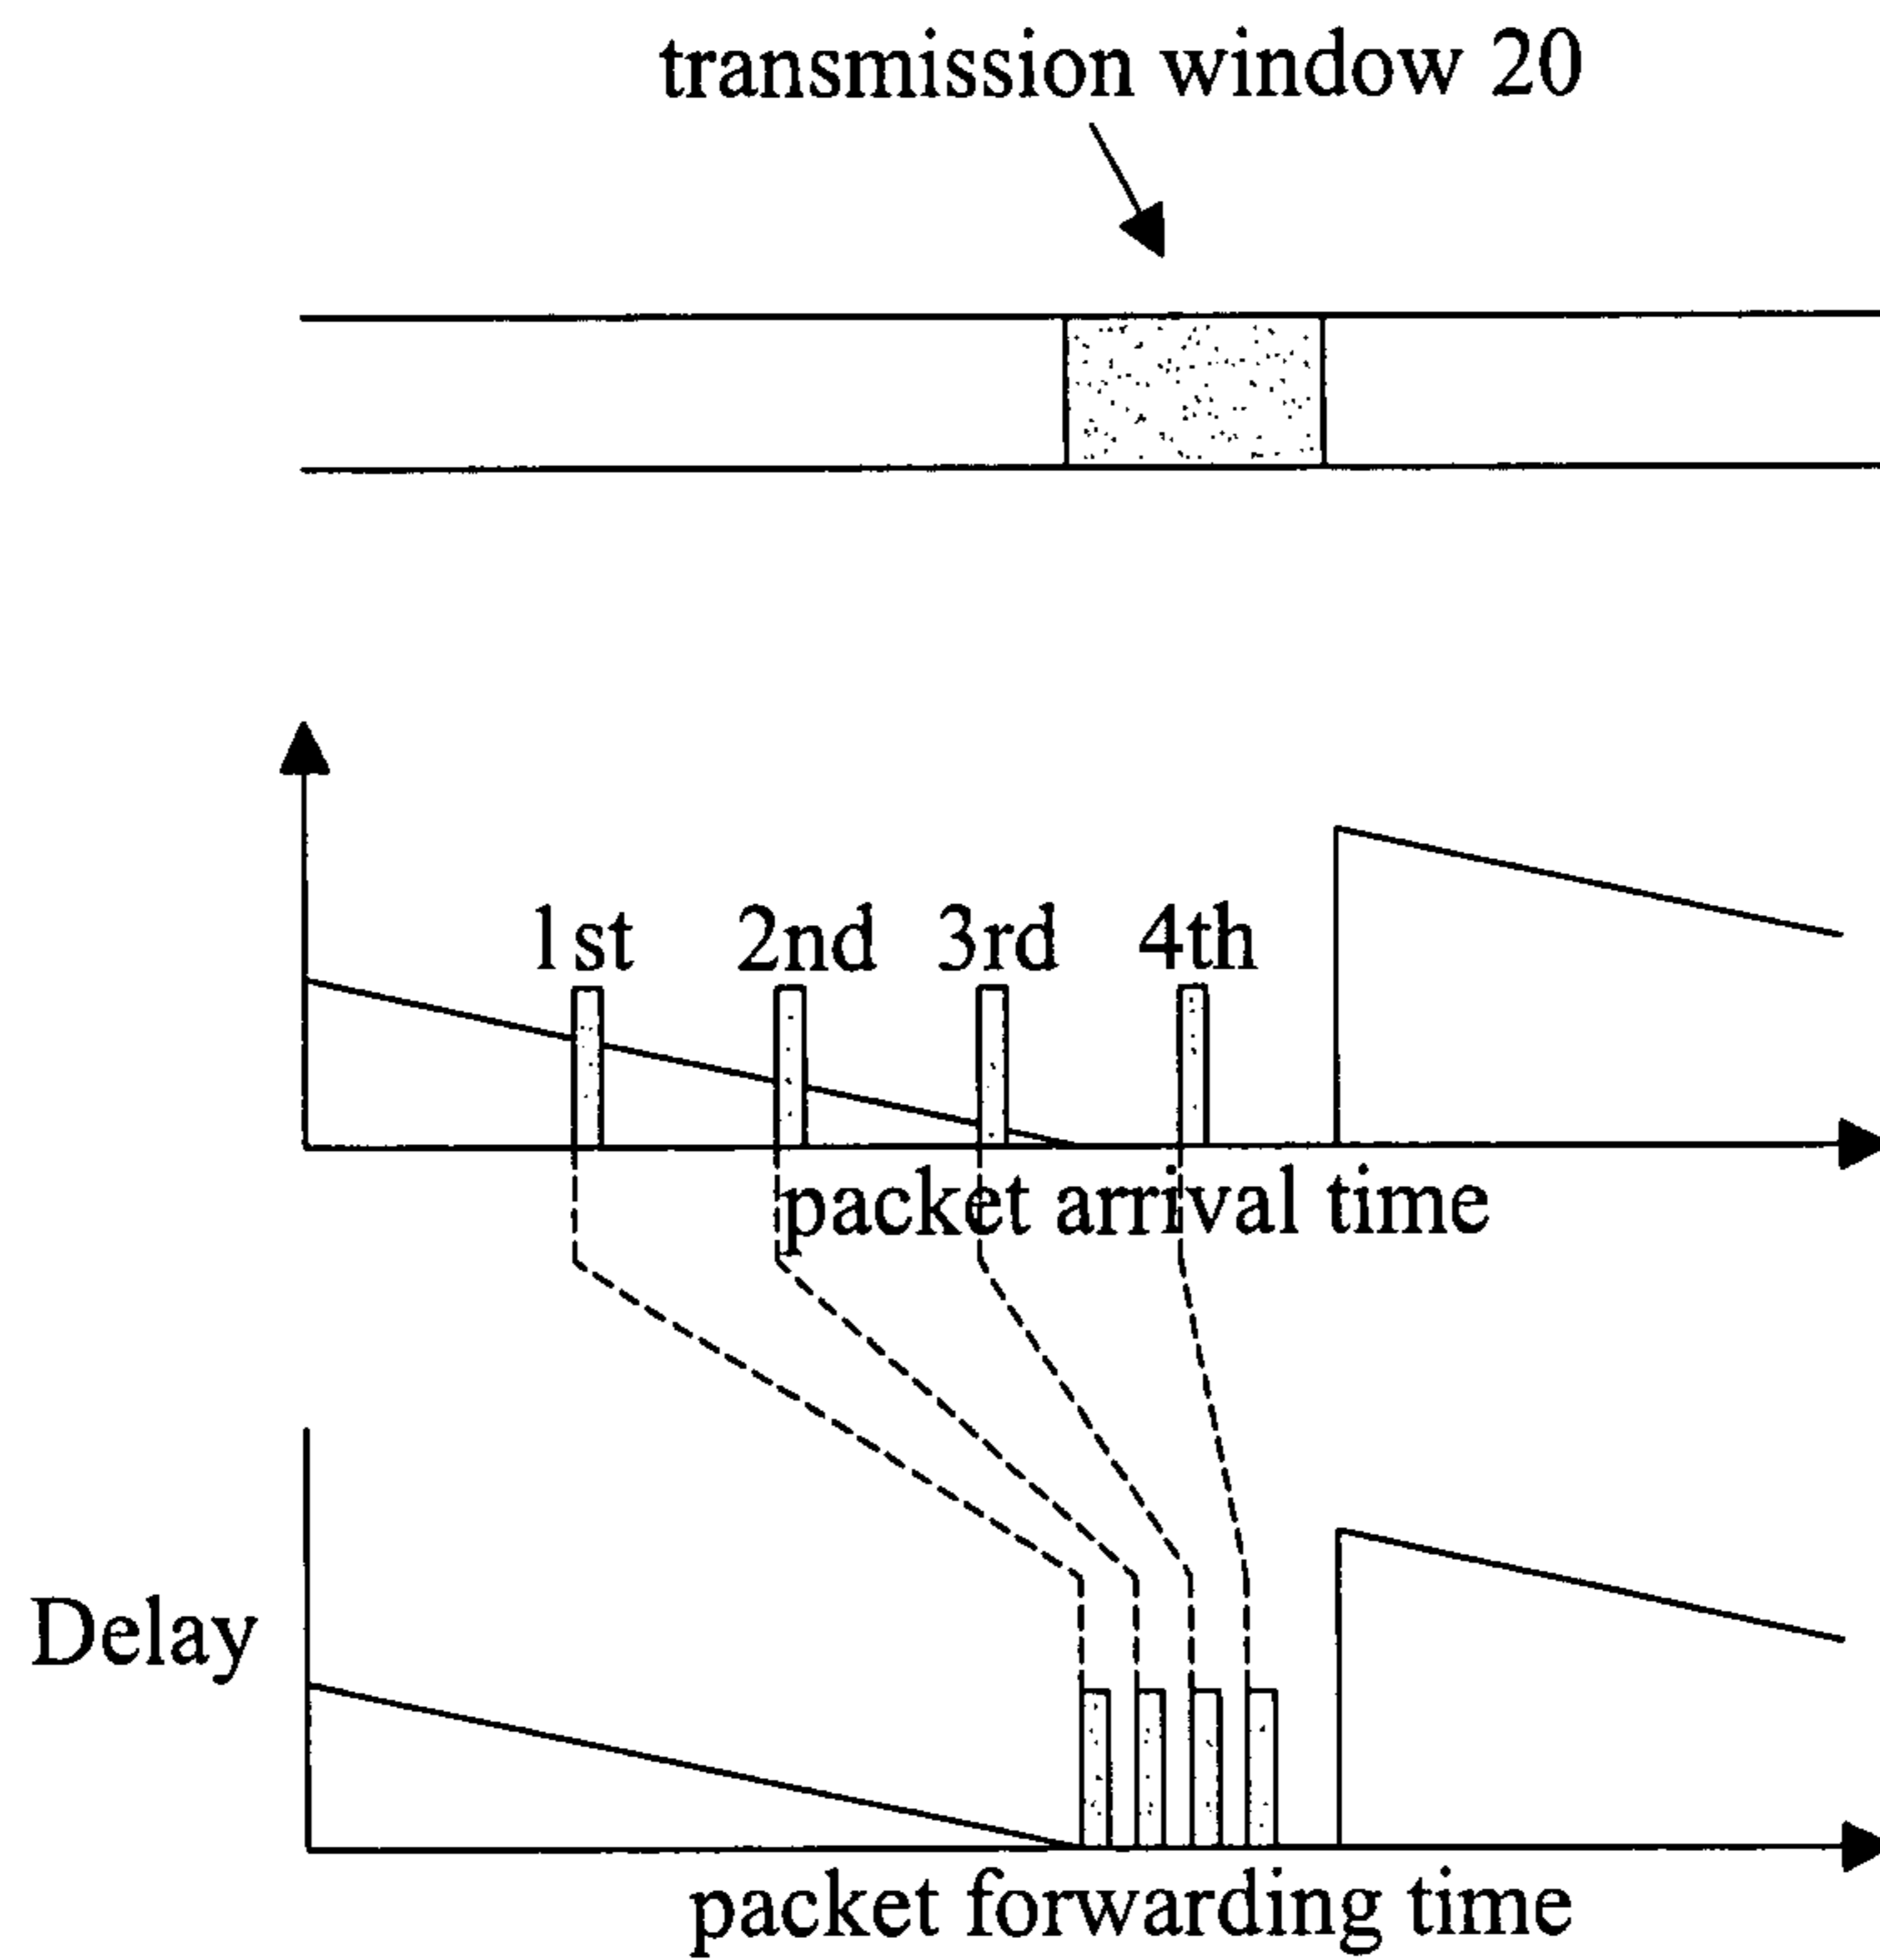 transmission window 20
1st 2nd 3rd 4th
packet arrival time
Delay
packet forwarding time